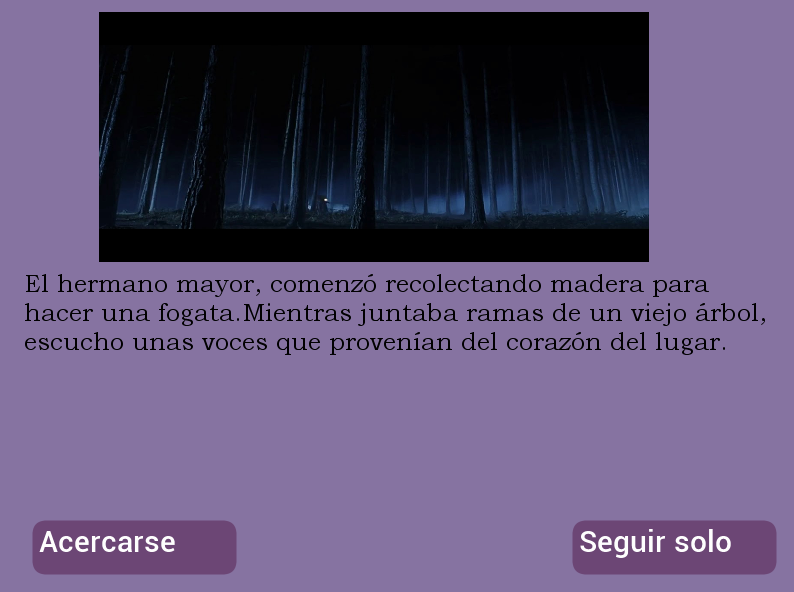 El hermano mayor, comenzó recolectando madera para
hacer una fogata.Mientras juntaba ramas de un viejo árbol,
escucho unas voces que provenían del corazón del lugar.
Acercarse
Seguir solo